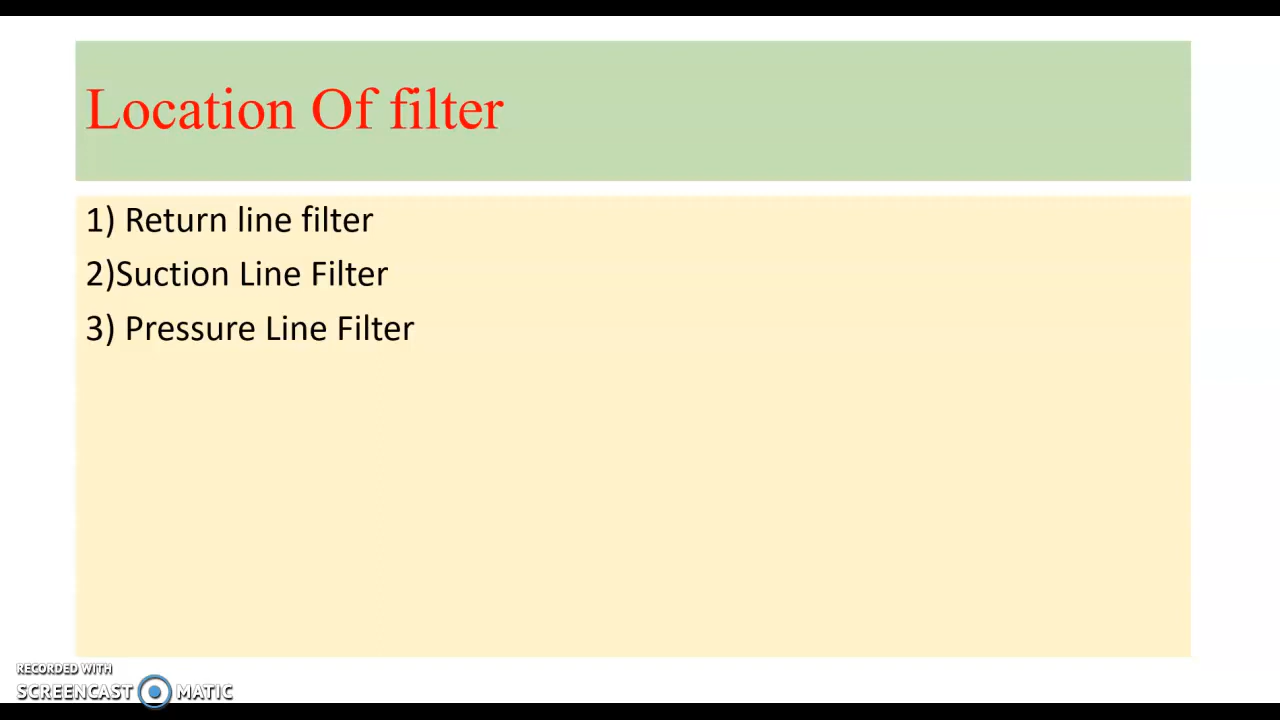 Location Of filter
1) Return line filter
2)Suction Line Filter
3) Pressure Line Filter
RECORDED WITH
SCREENCAST MATIC